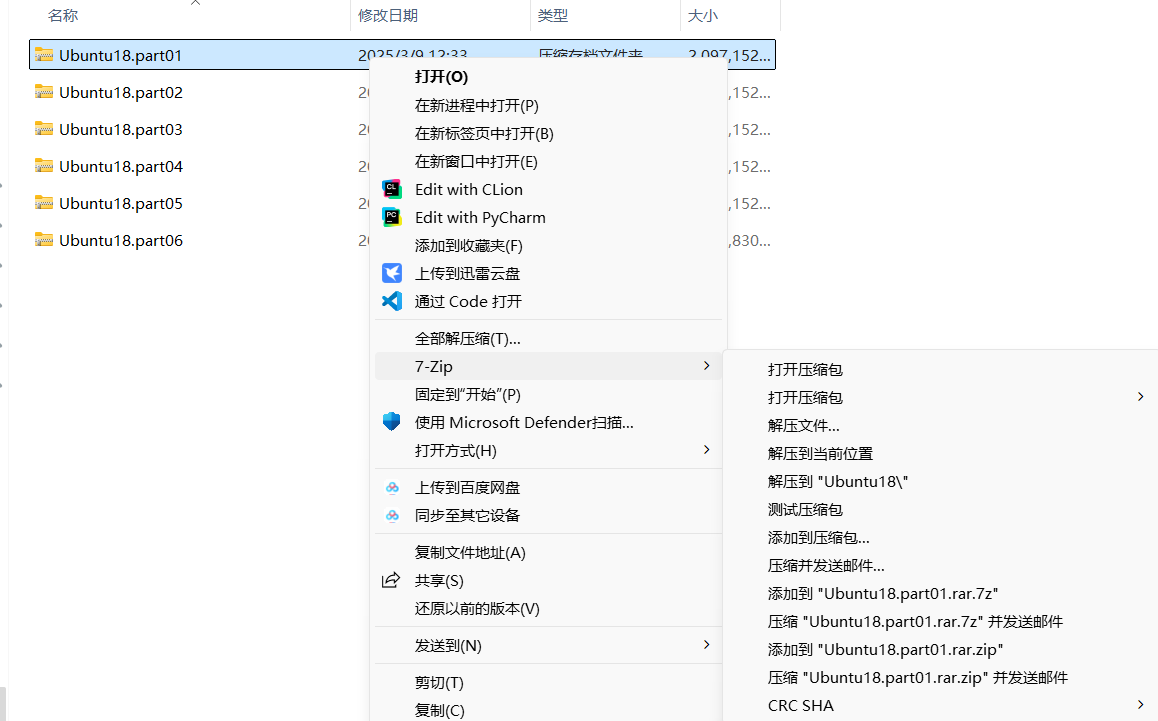 名称 修改日期 类型 大小
Ubuntu18.part01 2025/3/9 12:33 压缩存档文件夹 2,097,152...
Ubuntu18.part02 ,152...
Ubuntu18.part03 ,152...
Ubuntu18.part04 ,152...
Ubuntu18.part05 ,152...
Ubuntu18.part06 ,830...
打开(O)
在新进程中打开(P)
在新标签页中打开(B)
在新窗口中打开(E)
CL Edit with CLion
PC Edit with PyCharm
添加到收藏夹(F)
上传到迅雷云盘
通过 Code 打开
全部解压缩(T)...
7-Zip
固定到"开始"(P)
使用 Microsoft Defender扫描...
打开方式(H)
上传到百度网盘
同步至其它设备
复制文件地址(A)
共享(S)
还原以前的版本(V)
发送到(N)
剪切(T)
复制(C)
打开压缩包
打开压缩包
解压文件...
解压到当前位置
解压到 "Ubuntu18\"
测试压缩包
添加到压缩包...
压缩并发送邮件...
添加到 "Ubuntu18.part01.rar.7z"
压缩 "Ubuntu18.part01.rar.7z" 并发送邮件
添加到 "Ubuntu18.part01.rar.zip"
压缩 "Ubuntu18.part01.rar.zip" 并发送邮件
CRC SHA